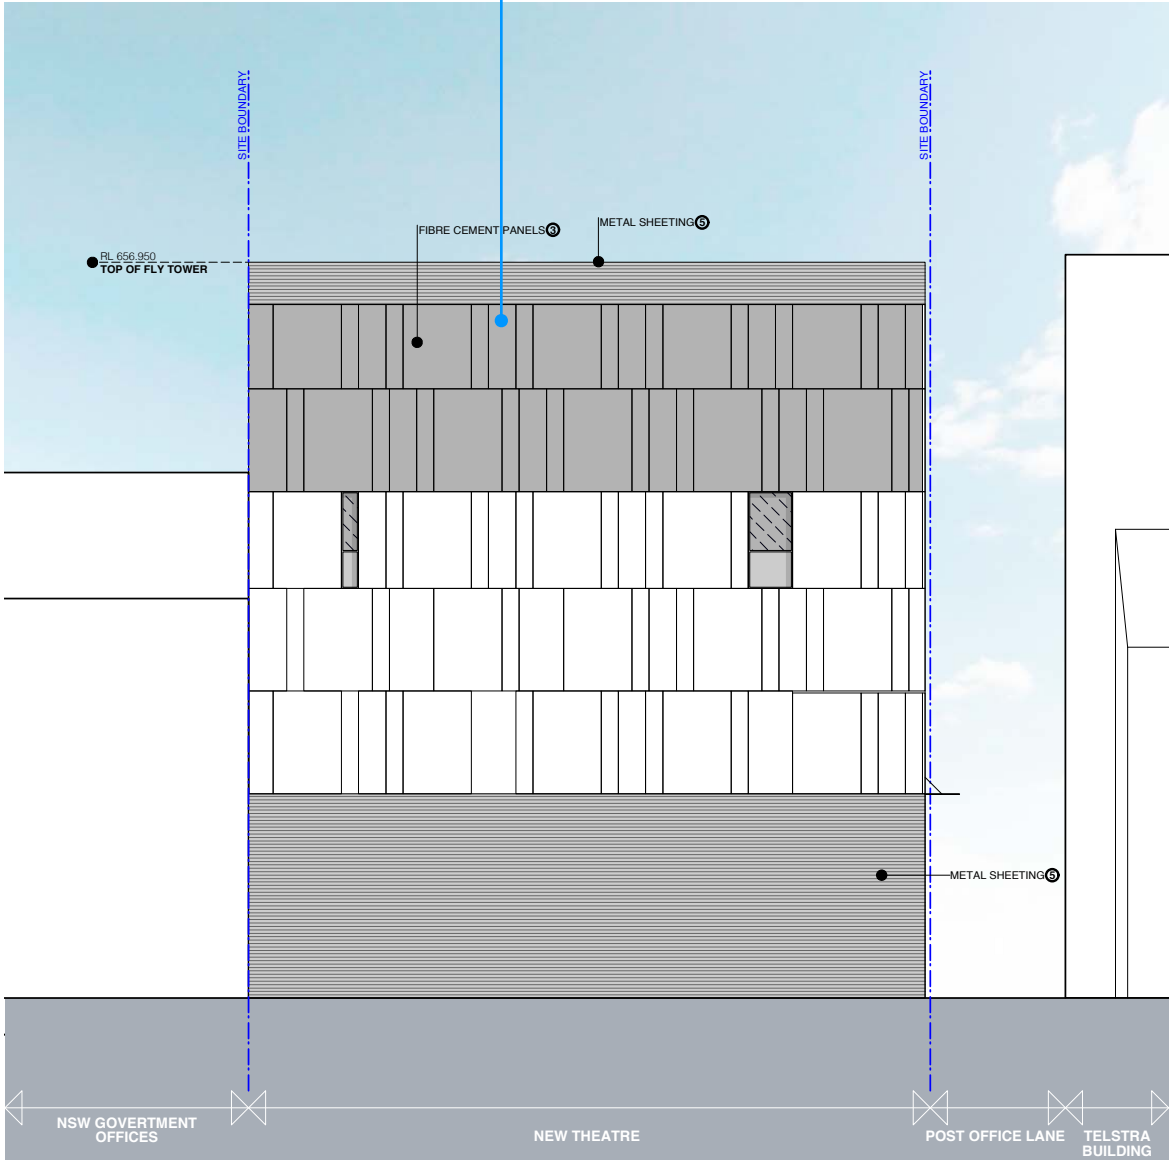 SITE BOUNDARY
SITE BOUNDARY
FIBRE CEMENT PANELS 3
METAL SHEETING 5
RL 656.950
TOP OF FLY TOWER
METAL SHEETING 5
NSW GOVERTMENT
OFFICES
NEW THEATRE
POST OFFICE LANE
TELSTRA
BUILDING